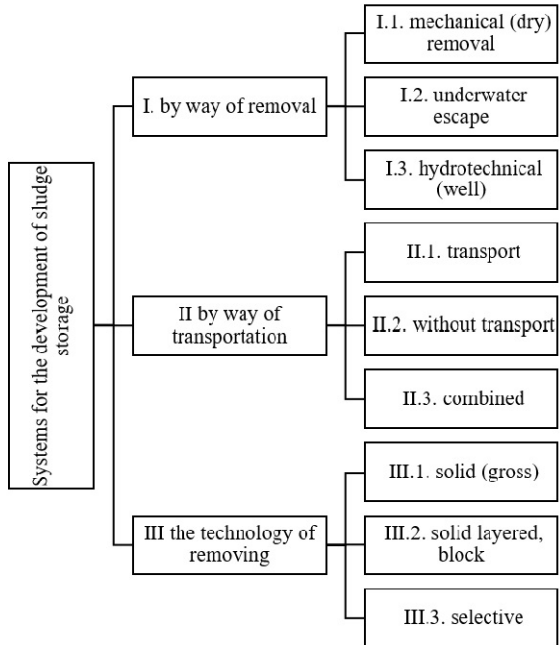 Systems for the development of sludge
storage
I. by way of removal
I.1. mechanical (dry)
removal
I.2. underwater
escape
I.3. hydrotechnical
(well)
II by way of
transportation
II.1. transport
II.2. without transport
II.3. combined
III the technology of
removing
III.1. solid (gross)
III.2. solid layered,
block
III.3. selective